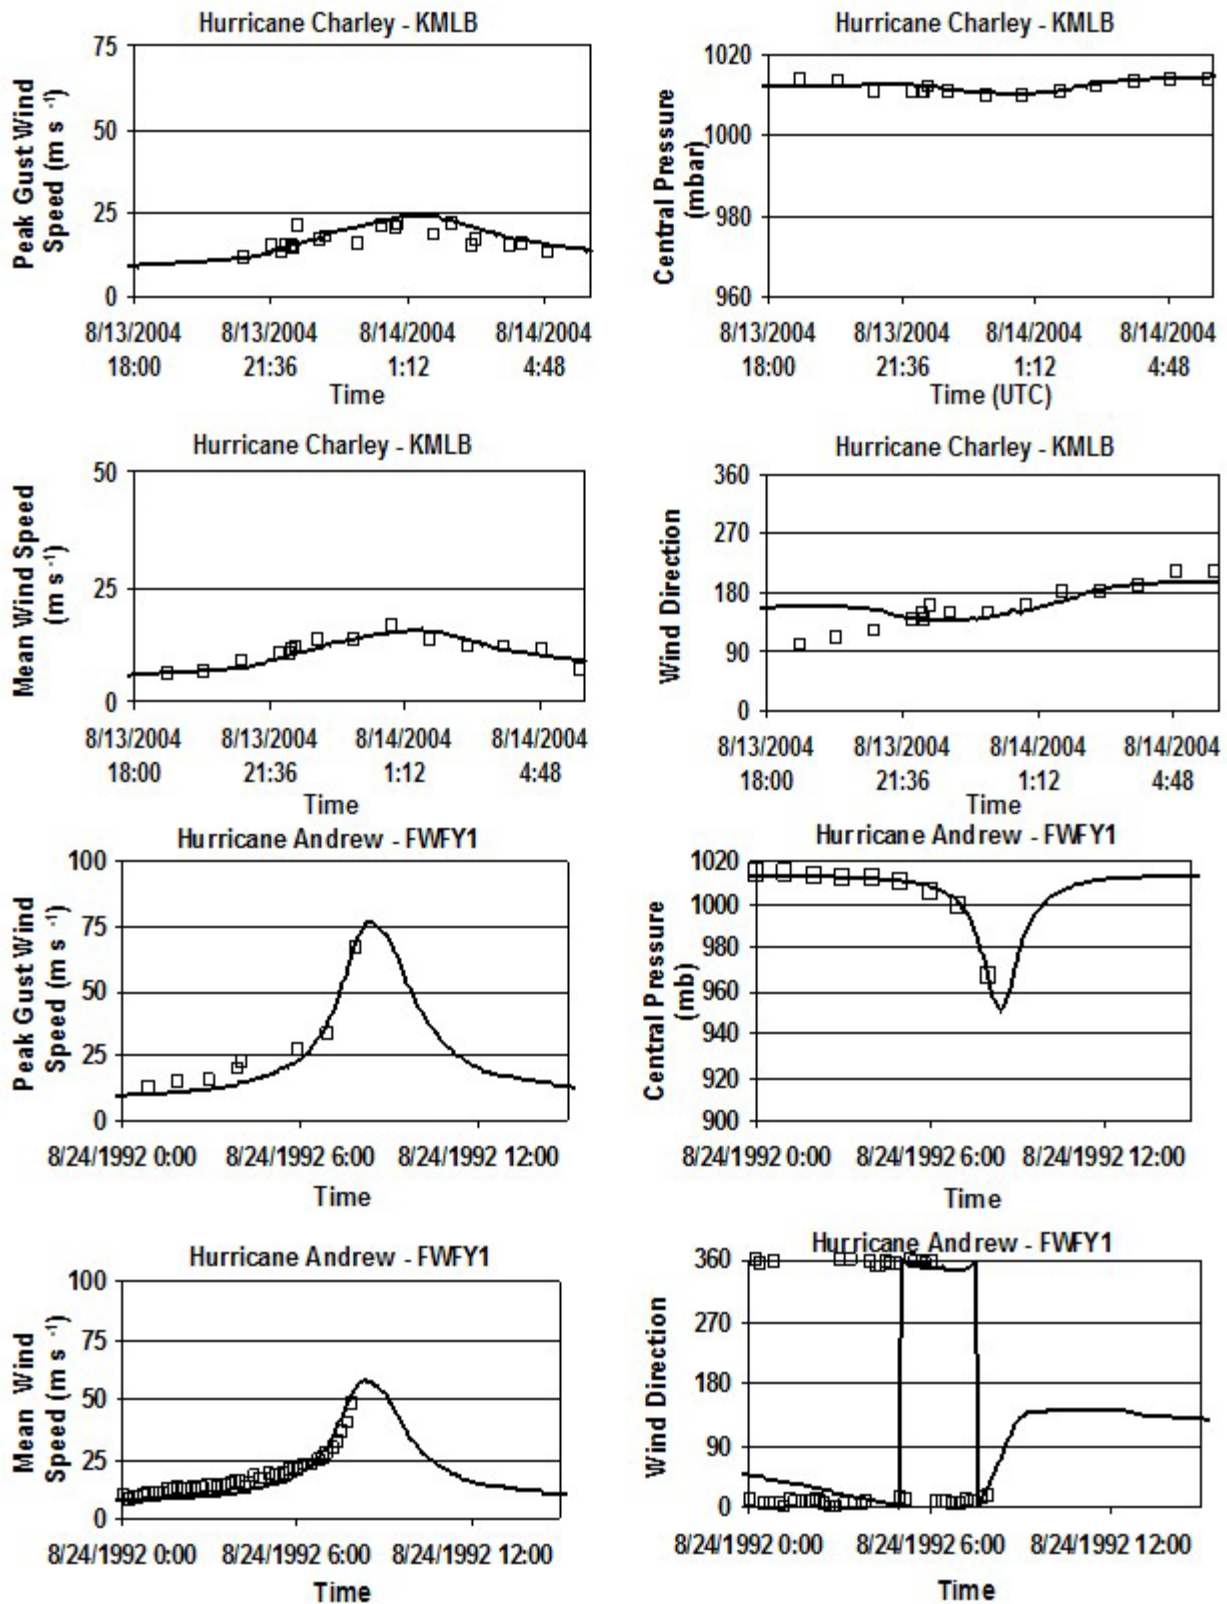 Hurricane Charley - KMLB
Peak Gust Wind
Speed (m s -1)
75
50
25
0
8/13/2004 8/13/2004 8/14/2004 8/14/2004
18:00 21:36 1:12 4:48
Time
Hurricane Charley - KMLB
Central Pressure
(mbar)
1020
1000
980
960
8/13/2004 8/13/2004 8/14/2004 8/14/2004
18:00 21:36 1:12 4:48
Time (UTC)
Hurricane Charley - KMLB
Mean Wind Speed
(m s -1)
50
25
0
8/13/2004 8/13/2004 8/14/2004 8/14/2004
18:00 21:36 1:12 4:48
Time
Hurricane Charley - KMLB
Wind Direction
360
270
180
90
0
8/13/2004 8/13/2004 8/14/2004 8/14/2004
18:00 21:36 1:12 4:48
Time
Hurricane Andrew - FWFY1
Peak Gust Wind
Speed (m s -1)
100
75
50
25
0
8/24/1992 0:00 8/24/1992 6:00 8/24/1992 12:00
Time
Hurricane Andrew - FWFY1
Central Pressure
(mb)
1020
1000
980
960
940
920
900
8/24/1992 0:00 8/24/1992 6:00 8/24/1992 12:00
Time
Hurricane Andrew - FWFY1
Mean Wind
Speed (m s -1)
100
75
50
25
0
8/24/1992 0:00 8/24/1992 6:00 8/24/1992 12:00
Time
Hurricane Andrew - FWFY1
Wind Direction
360
270
180
90
0
8/24/1992 0:00 8/24/1992 6:00 8/24/1992 12:00
Time